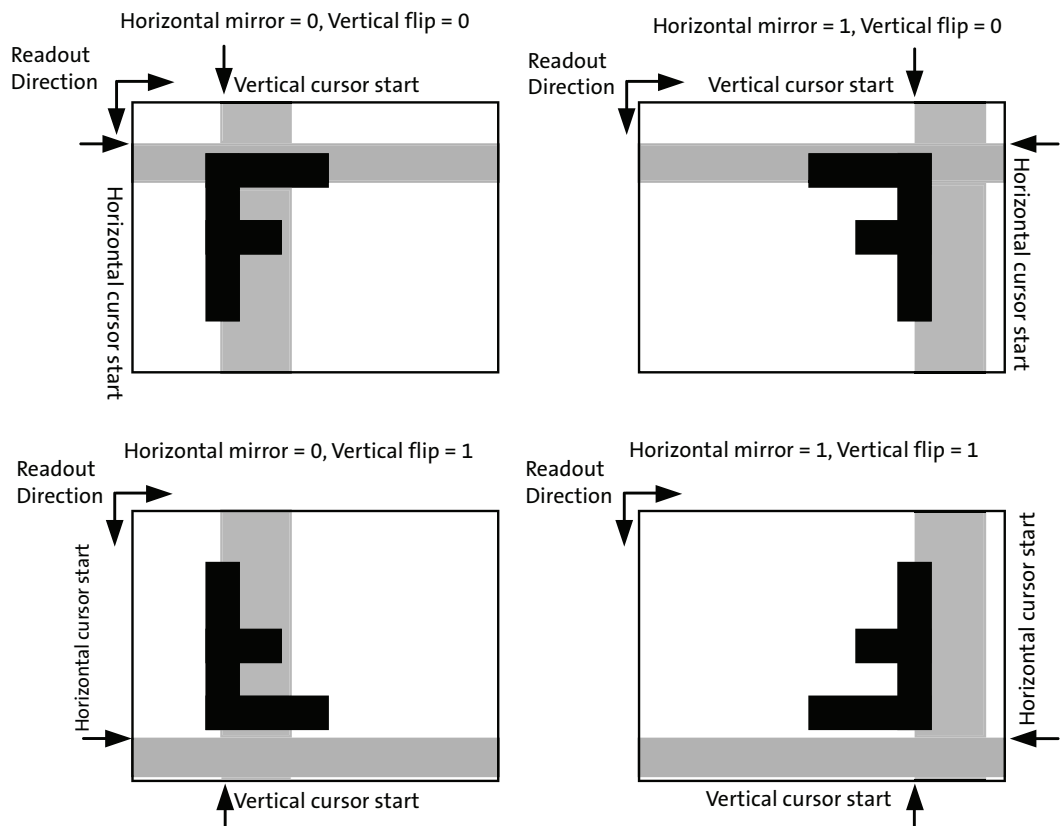 Horizontal mirror = 0, Vertical flip = 0
Readout
Direction
Vertical cursor start
Horizontal cursor start
Horizontal mirror = 1, Vertical flip = 0
Readout
Direction
Vertical cursor start
Horizontal cursor start
Horizontal mirror = 0, Vertical flip = 1
Readout
Direction
Horizontal cursor start
Vertical cursor start
Horizontal mirror = 1, Vertical flip = 1
Readout
Direction
Horizontal cursor start
Vertical cursor start